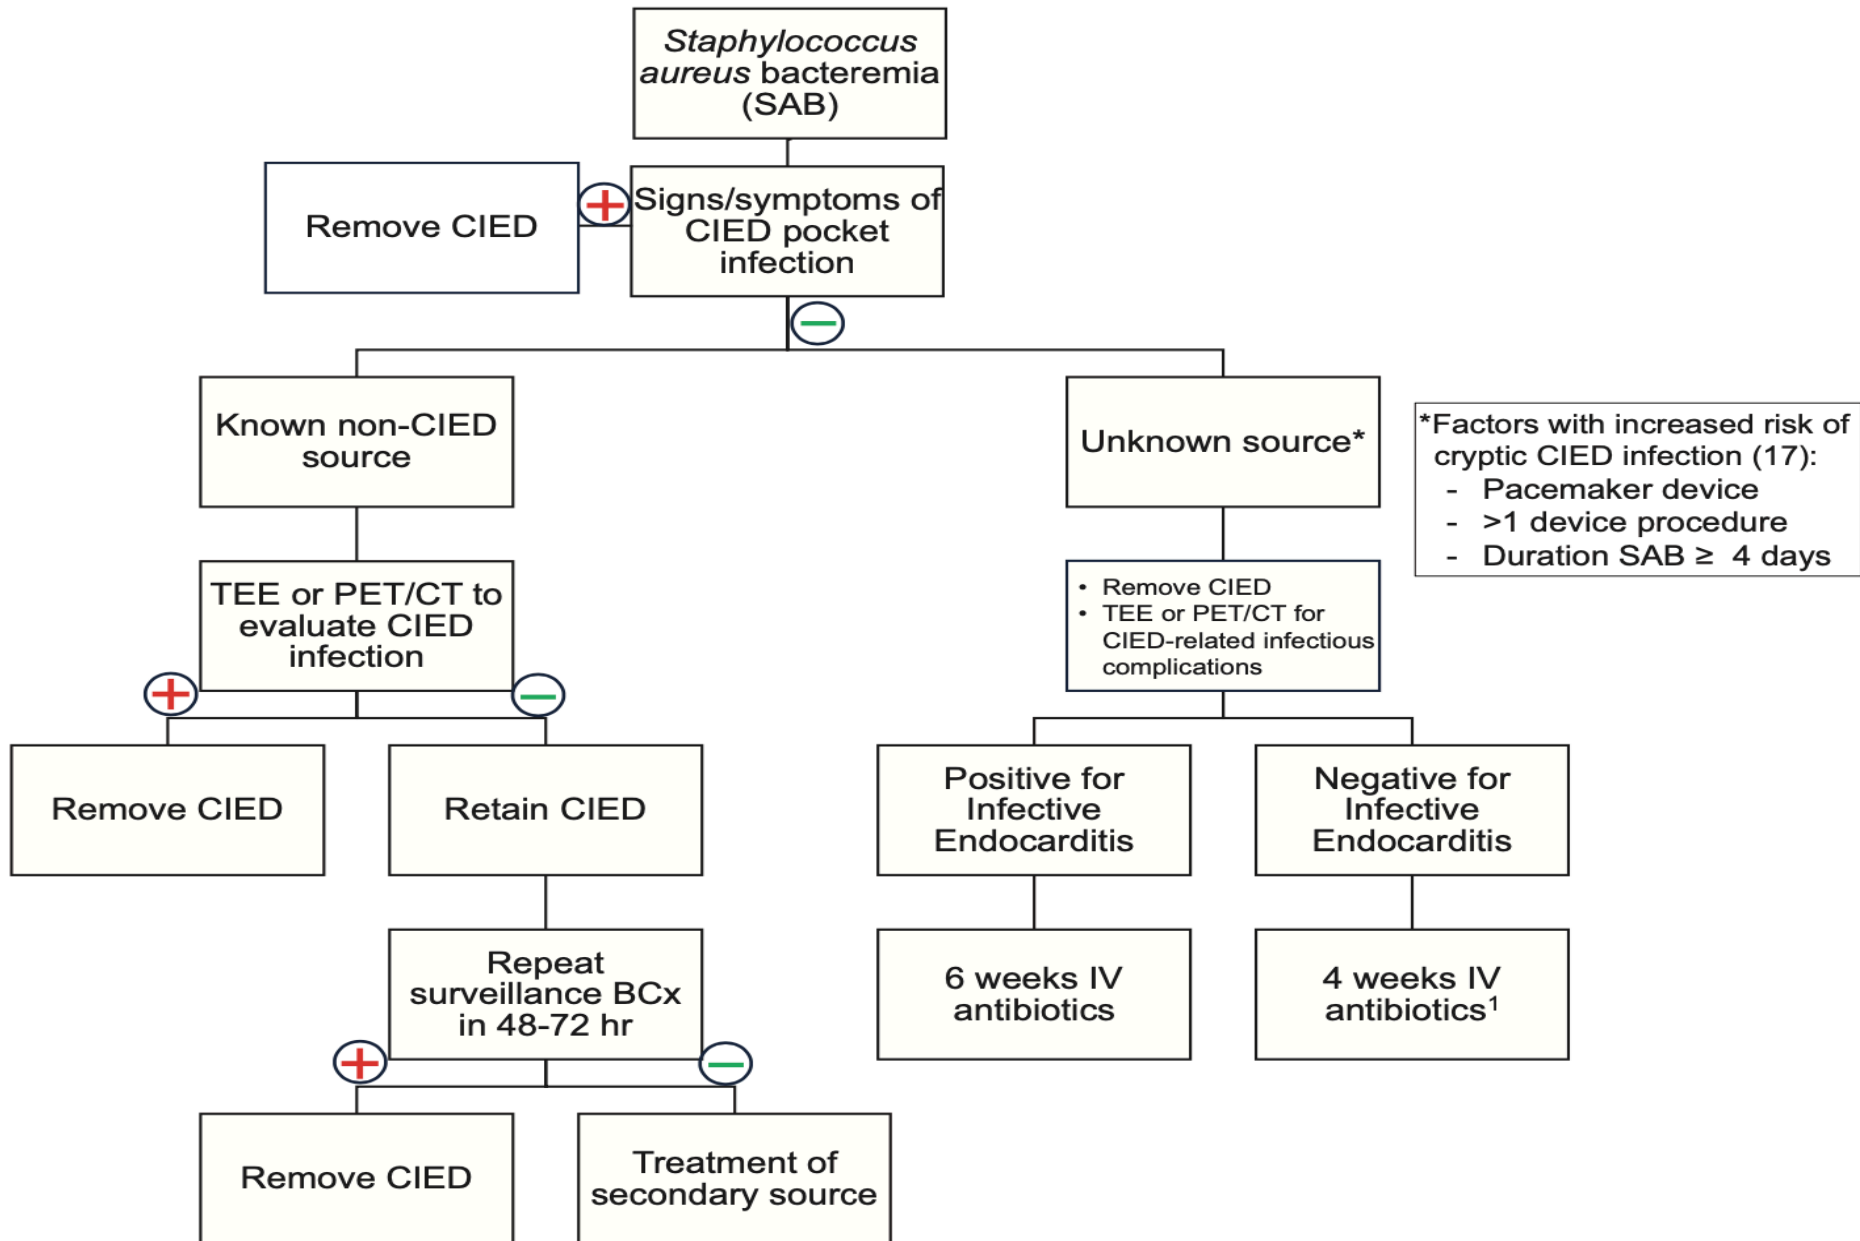 Staphylococcus
aureus bacteremia
(SAB)
Remove CIED
Signs/symptoms of
CIED pocket
infection
Known non-CIED
source
Unknown source*
*Factors with increased risk of
cryptic CIED infection (17):
- Pacemaker device
- >1 device procedure
- Duration SAB ≥ 4 days
TEE or PET/CT to
evaluate CIED
infection
• Remove CIED
• TEE or PET/CT for
CIED-related infectious
complications
Remove CIED
Retain CIED
Positive for
Infective
Endocarditis
Negative for
Infective
Endocarditis
Repeat
surveillance BCx
in 48-72 hr
6 weeks IV
antibiotics
4 weeks IV
antibiotics¹
Remove CIED
Treatment of
secondary source